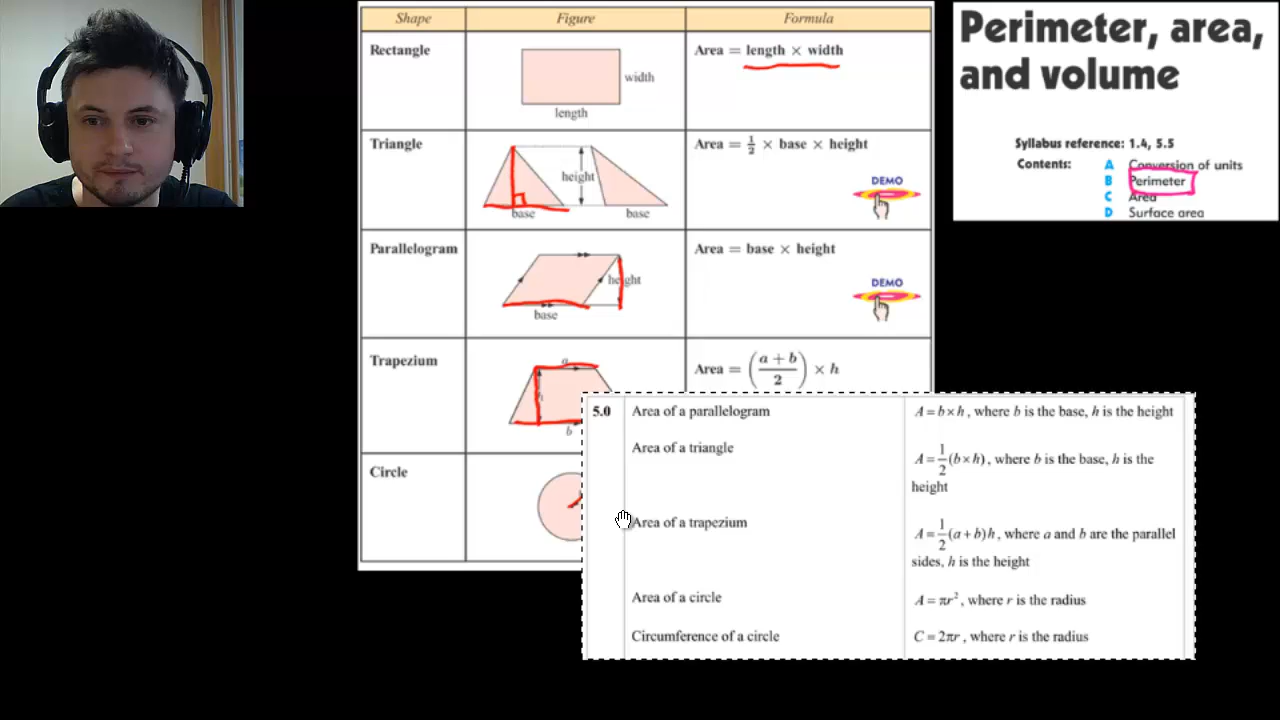 Shape Figure Formula
Rectangle
width
length
Area = length × width
Triangle
height
base base
Area = 1/2 × base × height
DEMO
Parallelogram
height
base
Area = base × height
DEMO
Trapezium
a
h
b
Area = (a + b / 2) × h
Circle
Perimeter, area,
and volume
Syllabus reference: 1.4, 5.5
Contents: A Conversion of units
B Perimeter
C Area
D Surface area
5.0 Area of a parallelogram A = b × h, where b is the base, h is the height
Area of a triangle A = 1/2 (b × h), where b is the base, h is the
height
Area of a trapezium A = 1/2 (a + b) h, where a and b are the parallel
sides, h is the height
Area of a circle A = πr², where r is the radius
Circumference of a circle C = 2πr, where r is the radius